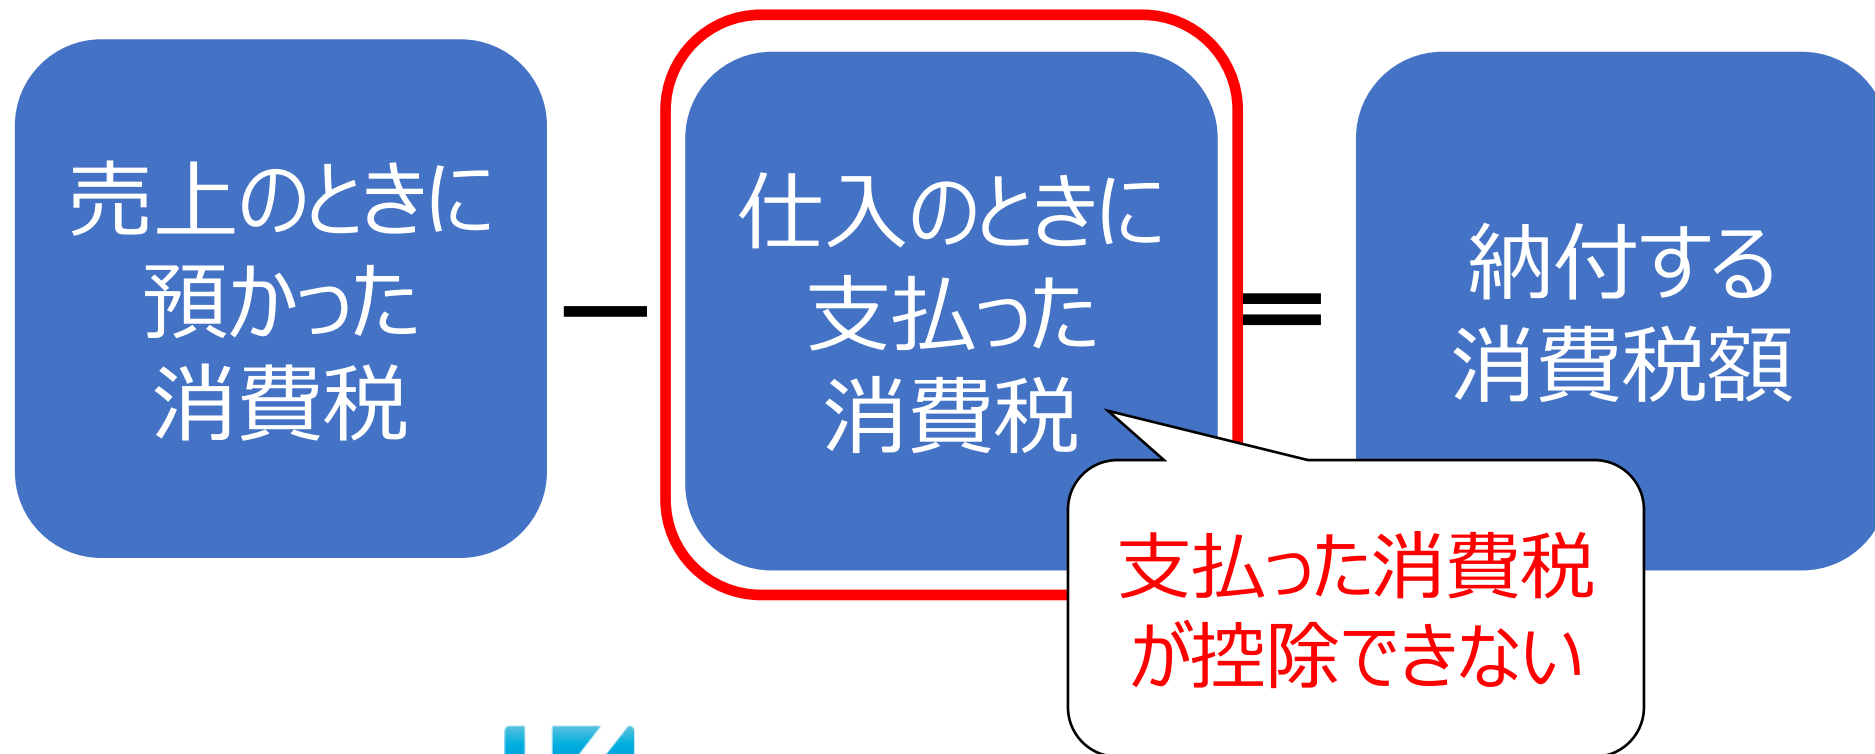 売上のときに
預かった
消費税
－
仕入のときに
支払った
消費税
＝
納付する
消費税額
支払った消費税
が控除できない